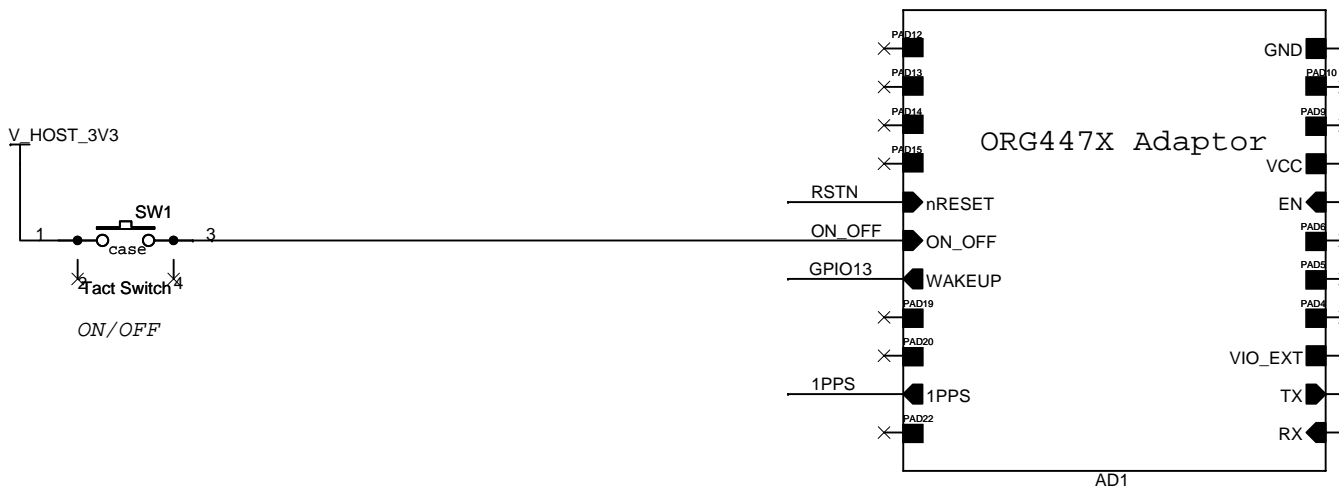 PAD12
GND
PAD13
PAD10
V_HOST_3V3
PAD14
PAD9
ORG447X Adaptor
PAD15
VCC
RSTN
nRESET
EN
SW1
1
3
case
ON_OFF
ON_OFF
PAD6
2
Tact Switch
4
GPIO13
WAKEUP
PAD5
ON/OFF
PAD19
PAD4
PAD20
VIO_EXT
1PPS
1PPS
TX
PAD22
RX
AD1